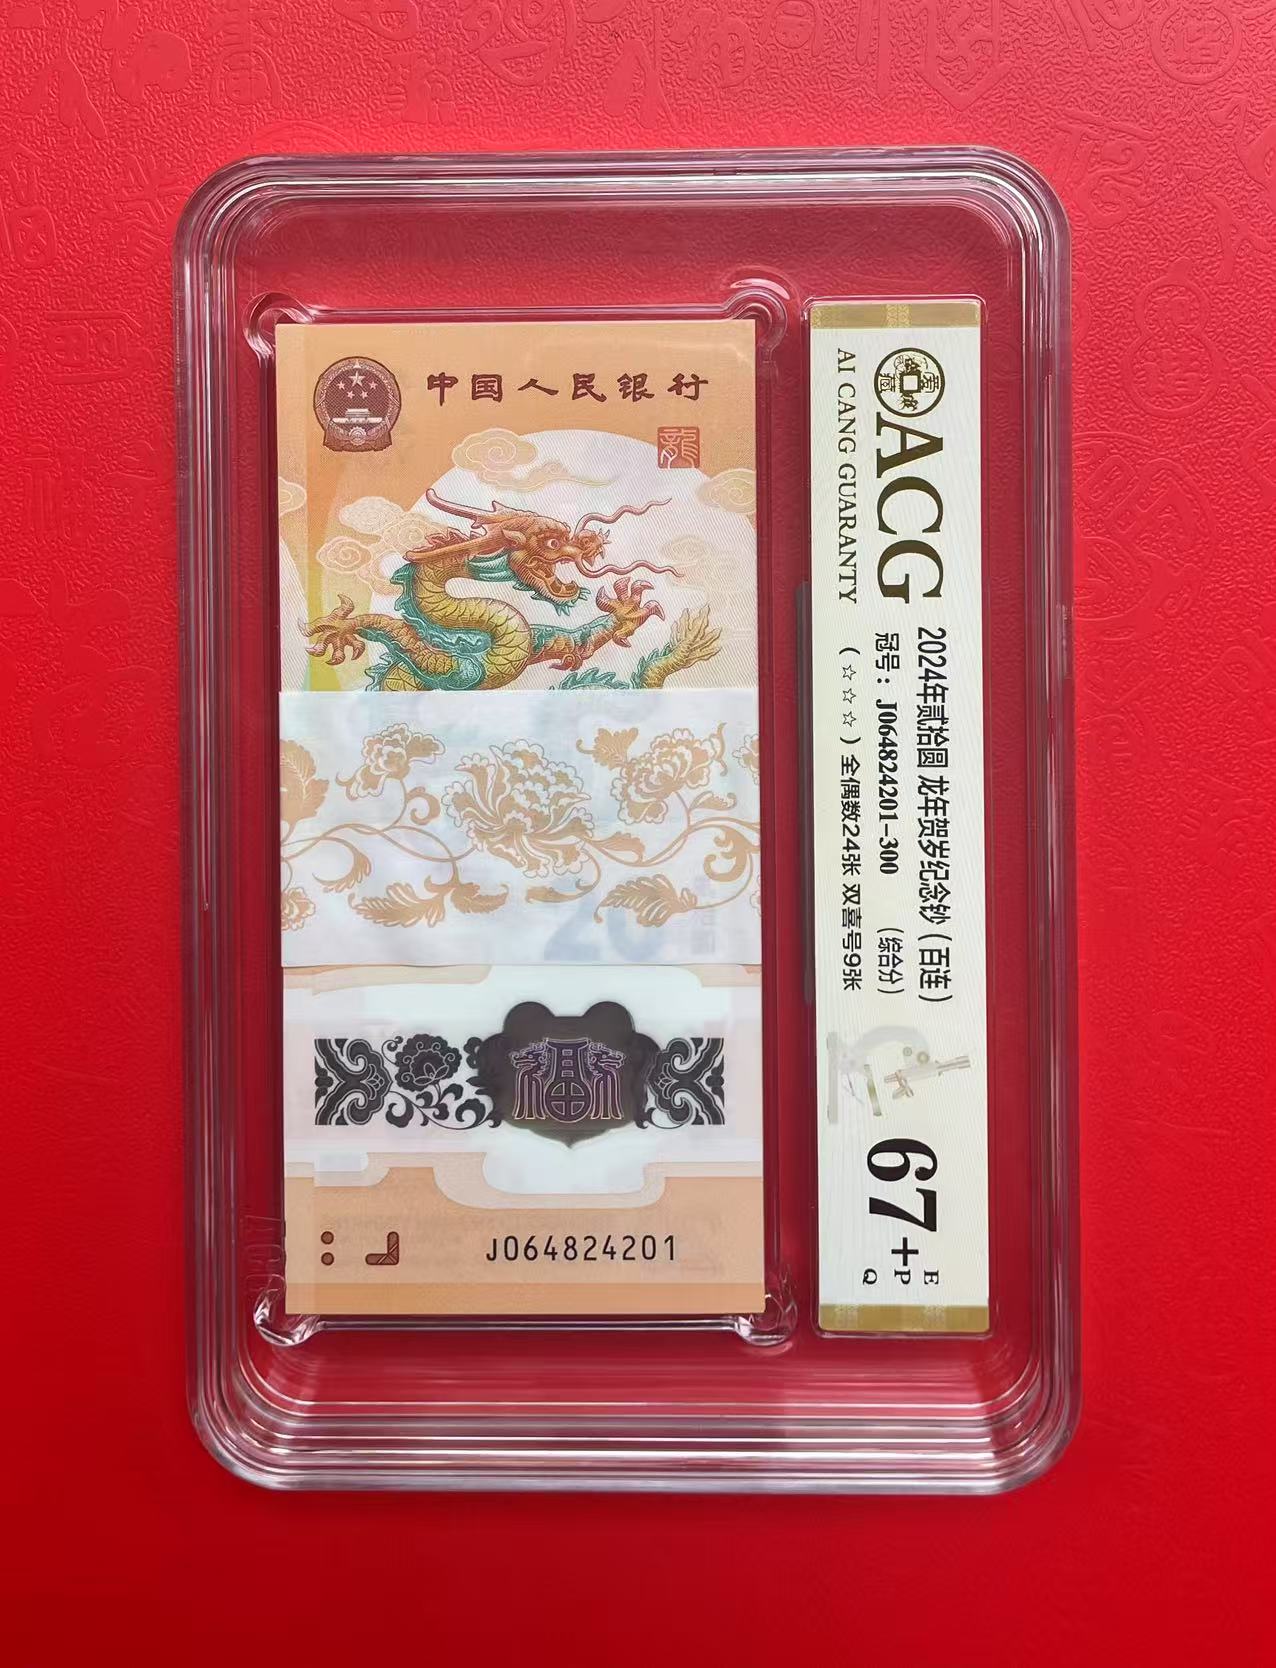 中国人民银行
龍
福
J064824201
ACG
AI CANG GUARANTY
2024年贰拾圆 龙年贺岁纪念钞（百连）
冠号：J064824201-300 （综合分）
（☆☆☆）全偶数24张 双喜号9张
67+
E
P
Q